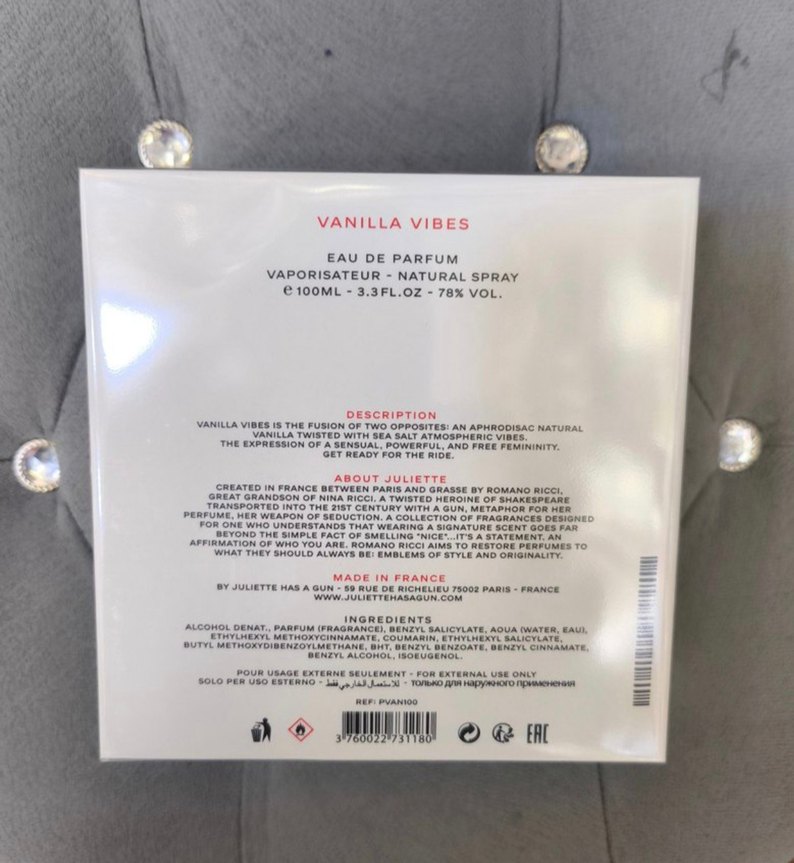 VANILLA VIBES
EAU DE PARFUM
VAPORISATEUR - NATURAL SPRAY
℮ 100ML - 3.3 FL.OZ - 78% VOL.
DESCRIPTION
VANILLA VIBES IS THE FUSION OF TWO OPPOSITES: AN APHRODISAC NATURAL
VANILLA TWISTED WITH SEA SALT ATMOSPHERIC VIBES.
THE EXPRESSION OF A SENSUAL, POWERFUL, AND FREE FEMININITY.
GET READY FOR THE RIDE.
ABOUT JULIETTE
CREATED IN FRANCE BETWEEN PARIS AND GRASSE BY ROMANO RICCI,
GREAT GRANDSON OF NINA RICCI. A TWISTED HEROINE OF SHAKESPEARE
TRANSPORTED INTO THE 21ST CENTURY WITH A GUN, METAPHOR FOR HER
PERFUME, HER WEAPON OF SEDUCTION. A COLLECTION OF FRAGRANCES DESIGNED
FOR ONE WHO UNDERSTANDS THAT WEARING A SIGNATURE SCENT GOES FAR
BEYOND THE SIMPLE FACT OF SMELLING "NICE"...IT'S A STATEMENT, AN
AFFIRMATION OF WHO YOU ARE. ROMANO RICCI AIMS TO RESTORE PERFUMES TO
WHAT THEY SHOULD ALWAYS BE: EMBLEMS OF STYLE AND ORIGINALITY.
MADE IN FRANCE
BY JULIETTE HAS A GUN - 59 RUE DE RICHELIEU 75002 PARIS - FRANCE
WWW.JULIETTEHASAGUN.COM
INGREDIENTS
ALCOHOL DENAT., PARFUM (FRAGRANCE), BENZYL SALICYLATE, AQUA (WATER, EAU),
ETHYLHEXYL METHOXYCINNAMATE, COUMARIN, ETHYLHEXYL SALICYLATE,
BUTYL METHOXYDIBENZOYLMETHANE, BHT, BENZYL BENZOATE, BENZYL CINNAMATE,
BENZYL ALCOHOL, ISOEUGENOL.
POUR USAGE EXTERNE SEULEMENT - FOR EXTERNAL USE ONLY
SOLO PER USO ESTERNO - للاستعمال الخارجي فقط - только для наружного применения
REF: PVAN100
3 760022 731180
EAC